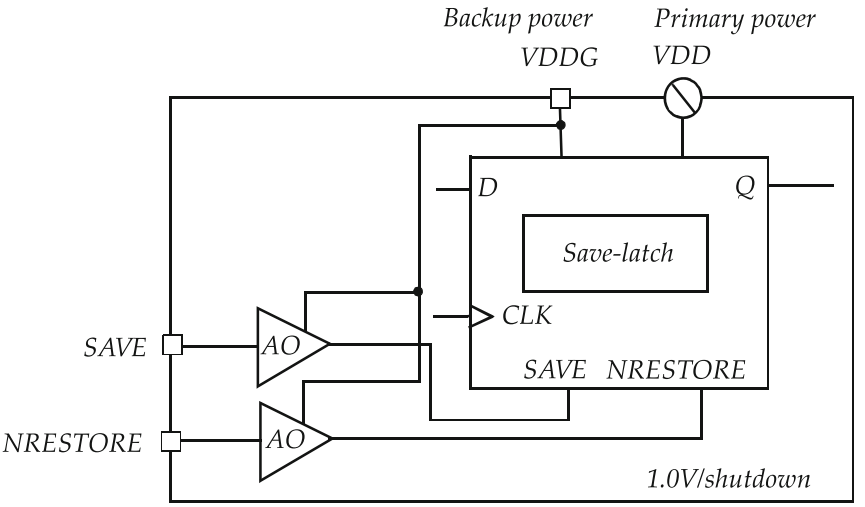 Backup power
Primary power
VDDG
VDD
D
Q
Save-latch
CLK
SAVE
AO
SAVE NRESTORE
NRESTORE
AO
1.0V/shutdown